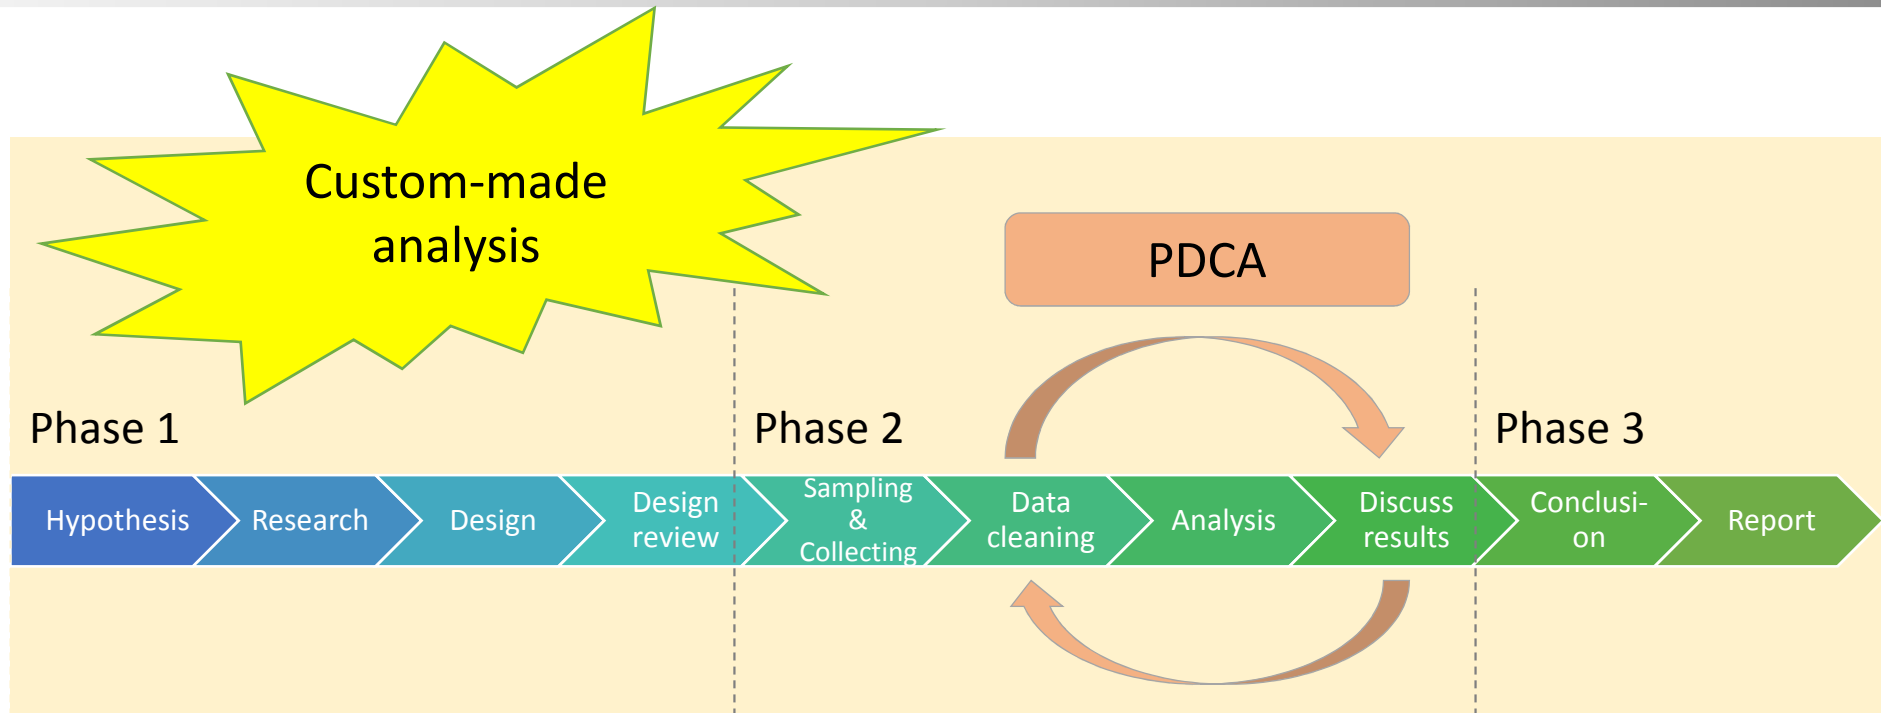 Custom-made
analysis
PDCA
Phase 1
Phase 2
Phase 3
Hypothesis
Research
Design
Design
review
Sampling
&
Collecting
Data
cleaning
Analysis
Discuss
results
Conclusi-
on
Report